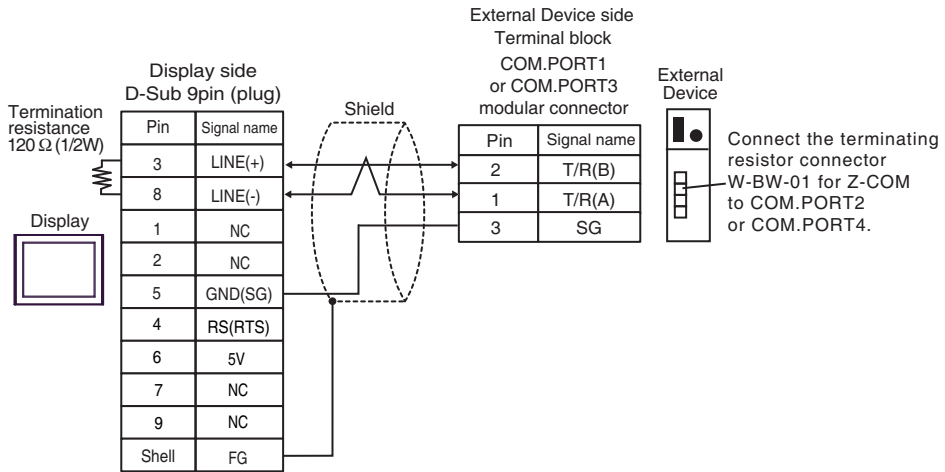 External Device side
Terminal block
COM.PORT1
or COM.PORT3
modular connector
Display side
D-Sub 9pin (plug)
Shield
External
Device
Termination
resistance
120 Ω (1/2W)
Pin Signal name
3 LINE(+)
8 LINE(-)
1 NC
2 NC
5 GND(SG)
4 RS(RTS)
6 5V
7 NC
9 NC
Shell FG
Display
Pin Signal name
2 T/R(B)
1 T/R(A)
3 SG
Connect the terminating
resistor connector
W-BW-01 for Z-COM
to COM.PORT2
or COM.PORT4.